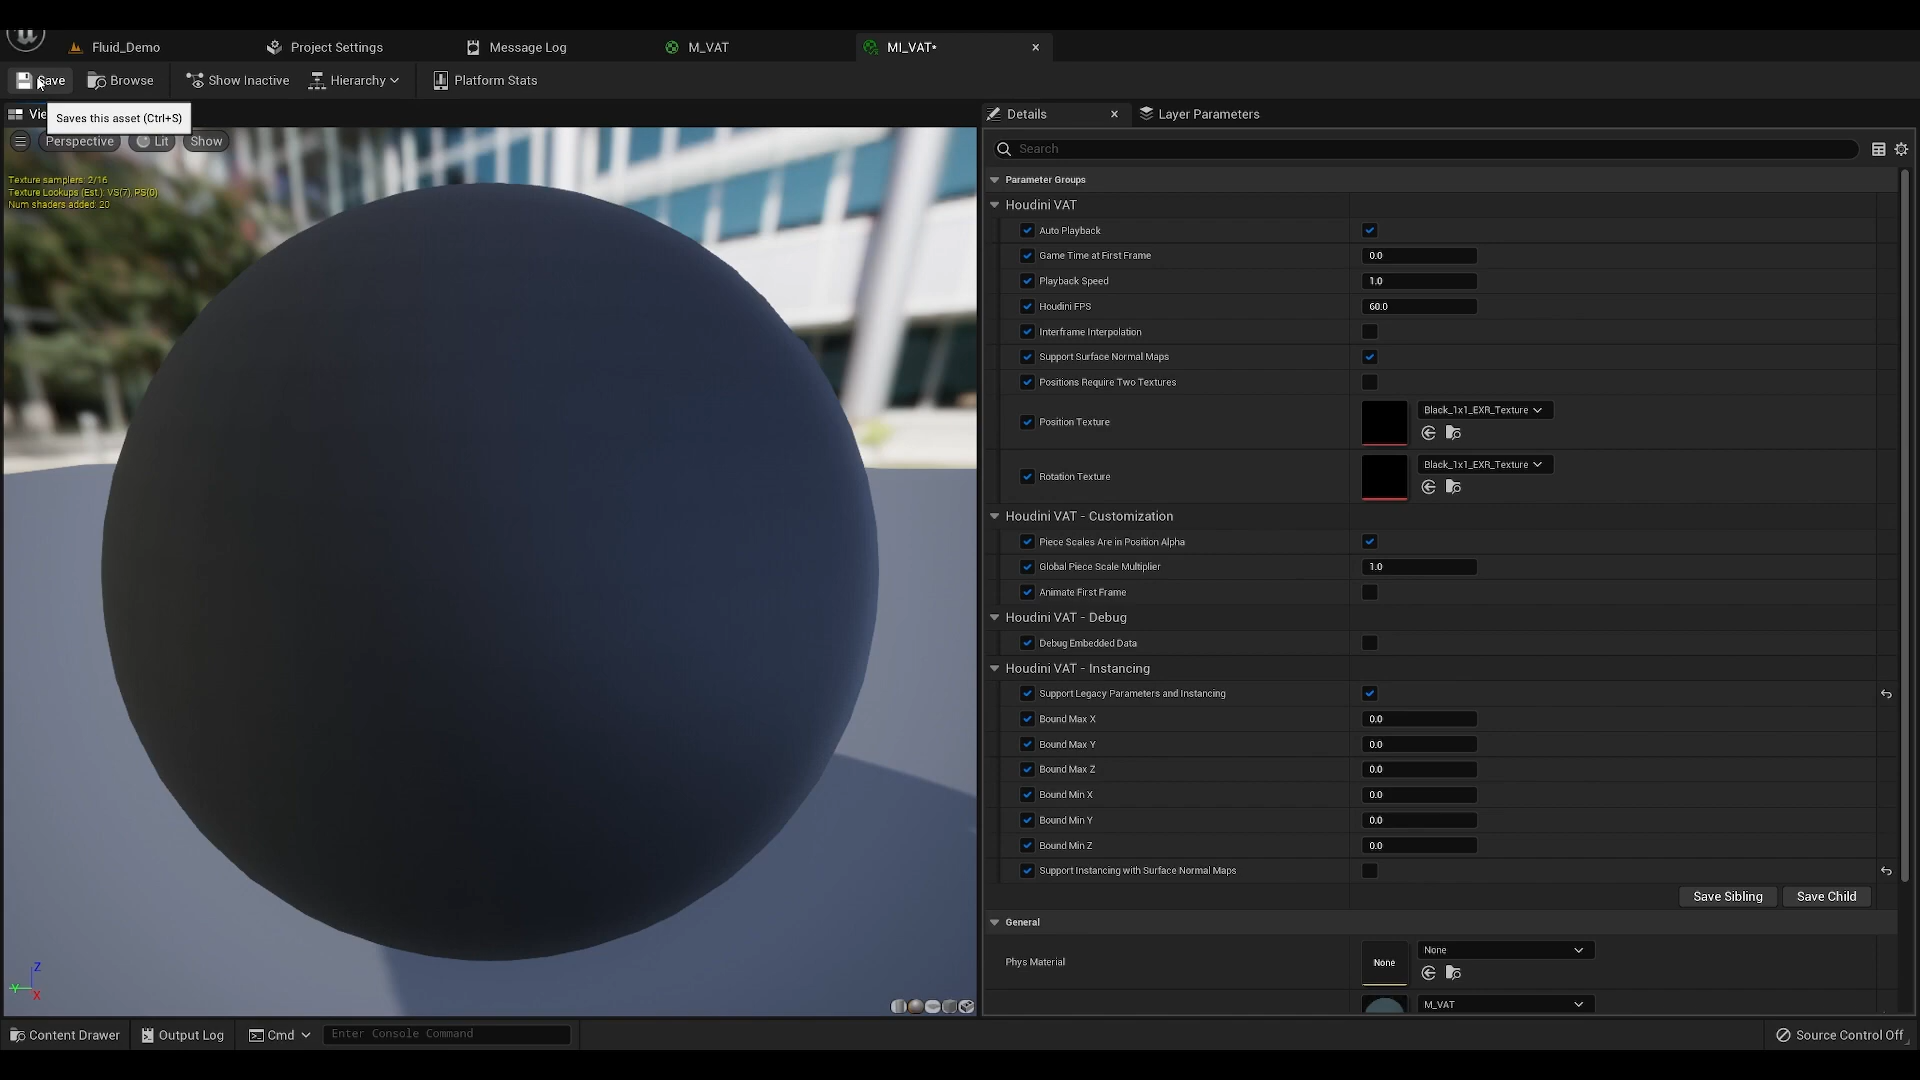 Fluid_Demo
Project Settings
Message Log
M_VAT
MI_VAT*
Save
Browse
Show Inactive
Hierarchy
Platform Stats
Saves this asset (Ctrl+S)
Vie
Perspective
Lit
Show
Texture samplers: 2/16
Texture Lookups (Est.): VS(7), PS(0)
Num shaders added: 20
Z
Y
X
Details
Layer Parameters
Search
Parameter Groups
Houdini VAT
Auto Playback
Game Time at First Frame 0.0
Playback Speed 1.0
Houdini FPS 60.0
Interframe Interpolation
Support Surface Normal Maps
Positions Require Two Textures
Position Texture Black_1x1_EXR_Texture
Rotation Texture Black_1x1_EXR_Texture
Houdini VAT - Customization
Piece Scales Are in Position Alpha
Global Piece Scale Multiplier 1.0
Animate First Frame
Houdini VAT - Debug
Debug Embedded Data
Houdini VAT - Instancing
Support Legacy Parameters and Instancing
Bound Max X 0.0
Bound Max Y 0.0
Bound Max Z 0.0
Bound Min X 0.0
Bound Min Y 0.0
Bound Min Z 0.0
Support Instancing with Surface Normal Maps
Save Sibling
Save Child
General
Phys Material None None
M_VAT
Content Drawer
Output Log
Cmd
Enter Console Command
Source Control Off